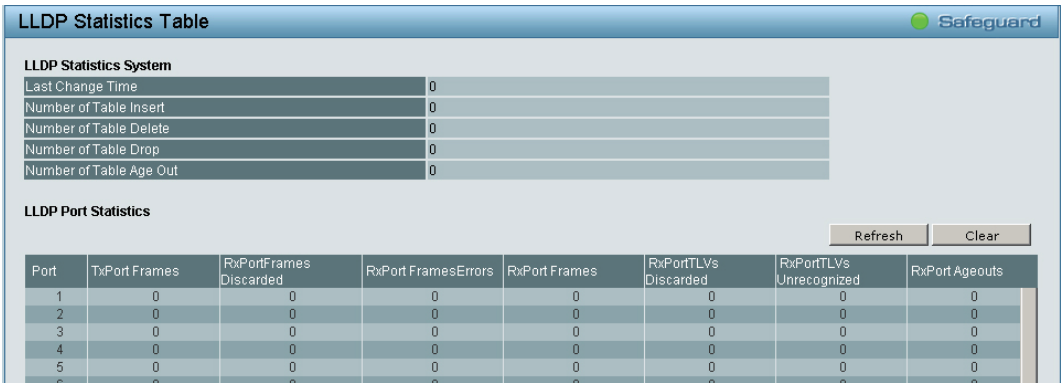 LLDP Statistics Table
Safeguard
LLDP Statistics System
Last Change Time 0
Number of Table Insert 0
Number of Table Delete 0
Number of Table Drop 0
Number of Table Age Out 0
LLDP Port Statistics
Refresh Clear
Port TxPort Frames RxPortFrames Discarded RxPort FramesErrors RxPort Frames RxPortTLVs Discarded RxPortTLVs Unrecognized RxPort Ageouts
1 0 0 0 0 0 0 0
2 0 0 0 0 0 0 0
3 0 0 0 0 0 0 0
4 0 0 0 0 0 0 0
5 0 0 0 0 0 0 0